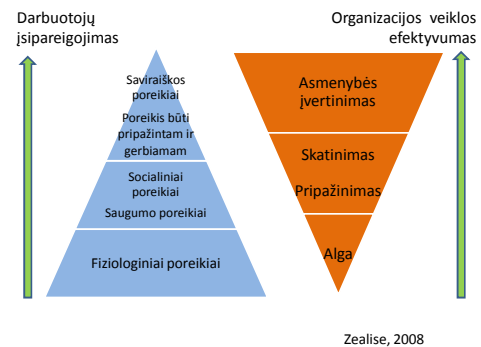 Darbuotojų
įsipareigojimas
Organizacijos veiklos
efektyvumas
Saviraiškos
poreikiai
Poreikis būti
pripažintam ir
gerbiamam
Socialiniai
poreikiai
Saugumo poreikiai
Fiziologiniai poreikiai
Asmenybės
įvertinimas
Skatinimas
Pripažinimas
Alga
Zealise, 2008